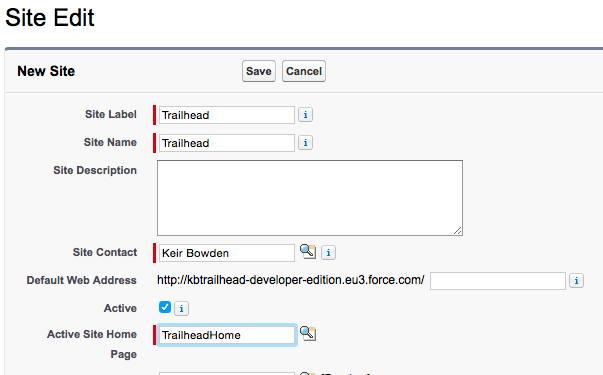 Site Edit
New Site Save Cancel
Site Label Trailhead
Site Name Trailhead
Site Description
Site Contact Keir Bowden
Default Web Address http://kbtrailhead-developer-edition.eu3.force.com/
Active
Active Site Home TrailheadHome
Page